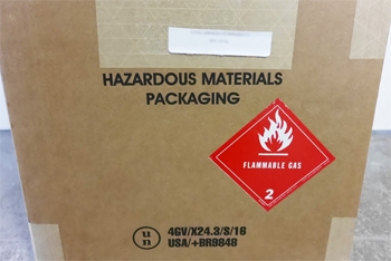 HAZARDOUS MATERIALS
PACKAGING
FLAMMABLE GAS
2
u
n
4GV/X24.3/S/16
USA/+BR9848